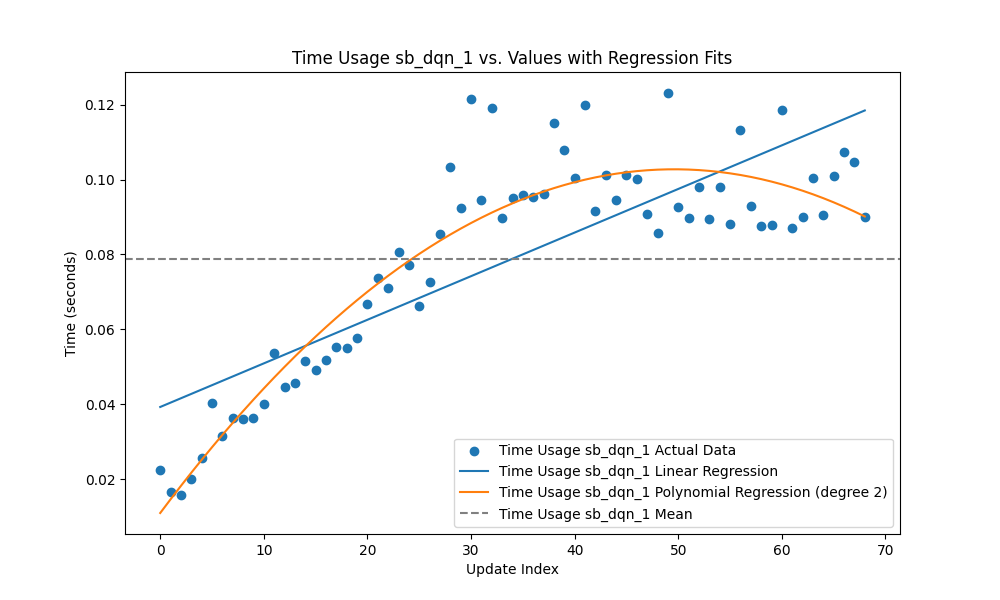 Time Usage sb_dqn_1 vs. Values with Regression Fits
Time (seconds)
0.12
0.10
0.08
0.06
0.04
0.02
Time Usage sb_dqn_1 Actual Data
Time Usage sb_dqn_1 Linear Regression
Time Usage sb_dqn_1 Polynomial Regression (degree 2)
Time Usage sb_dqn_1 Mean
0 10 20 30 40 50 60 70
Update Index